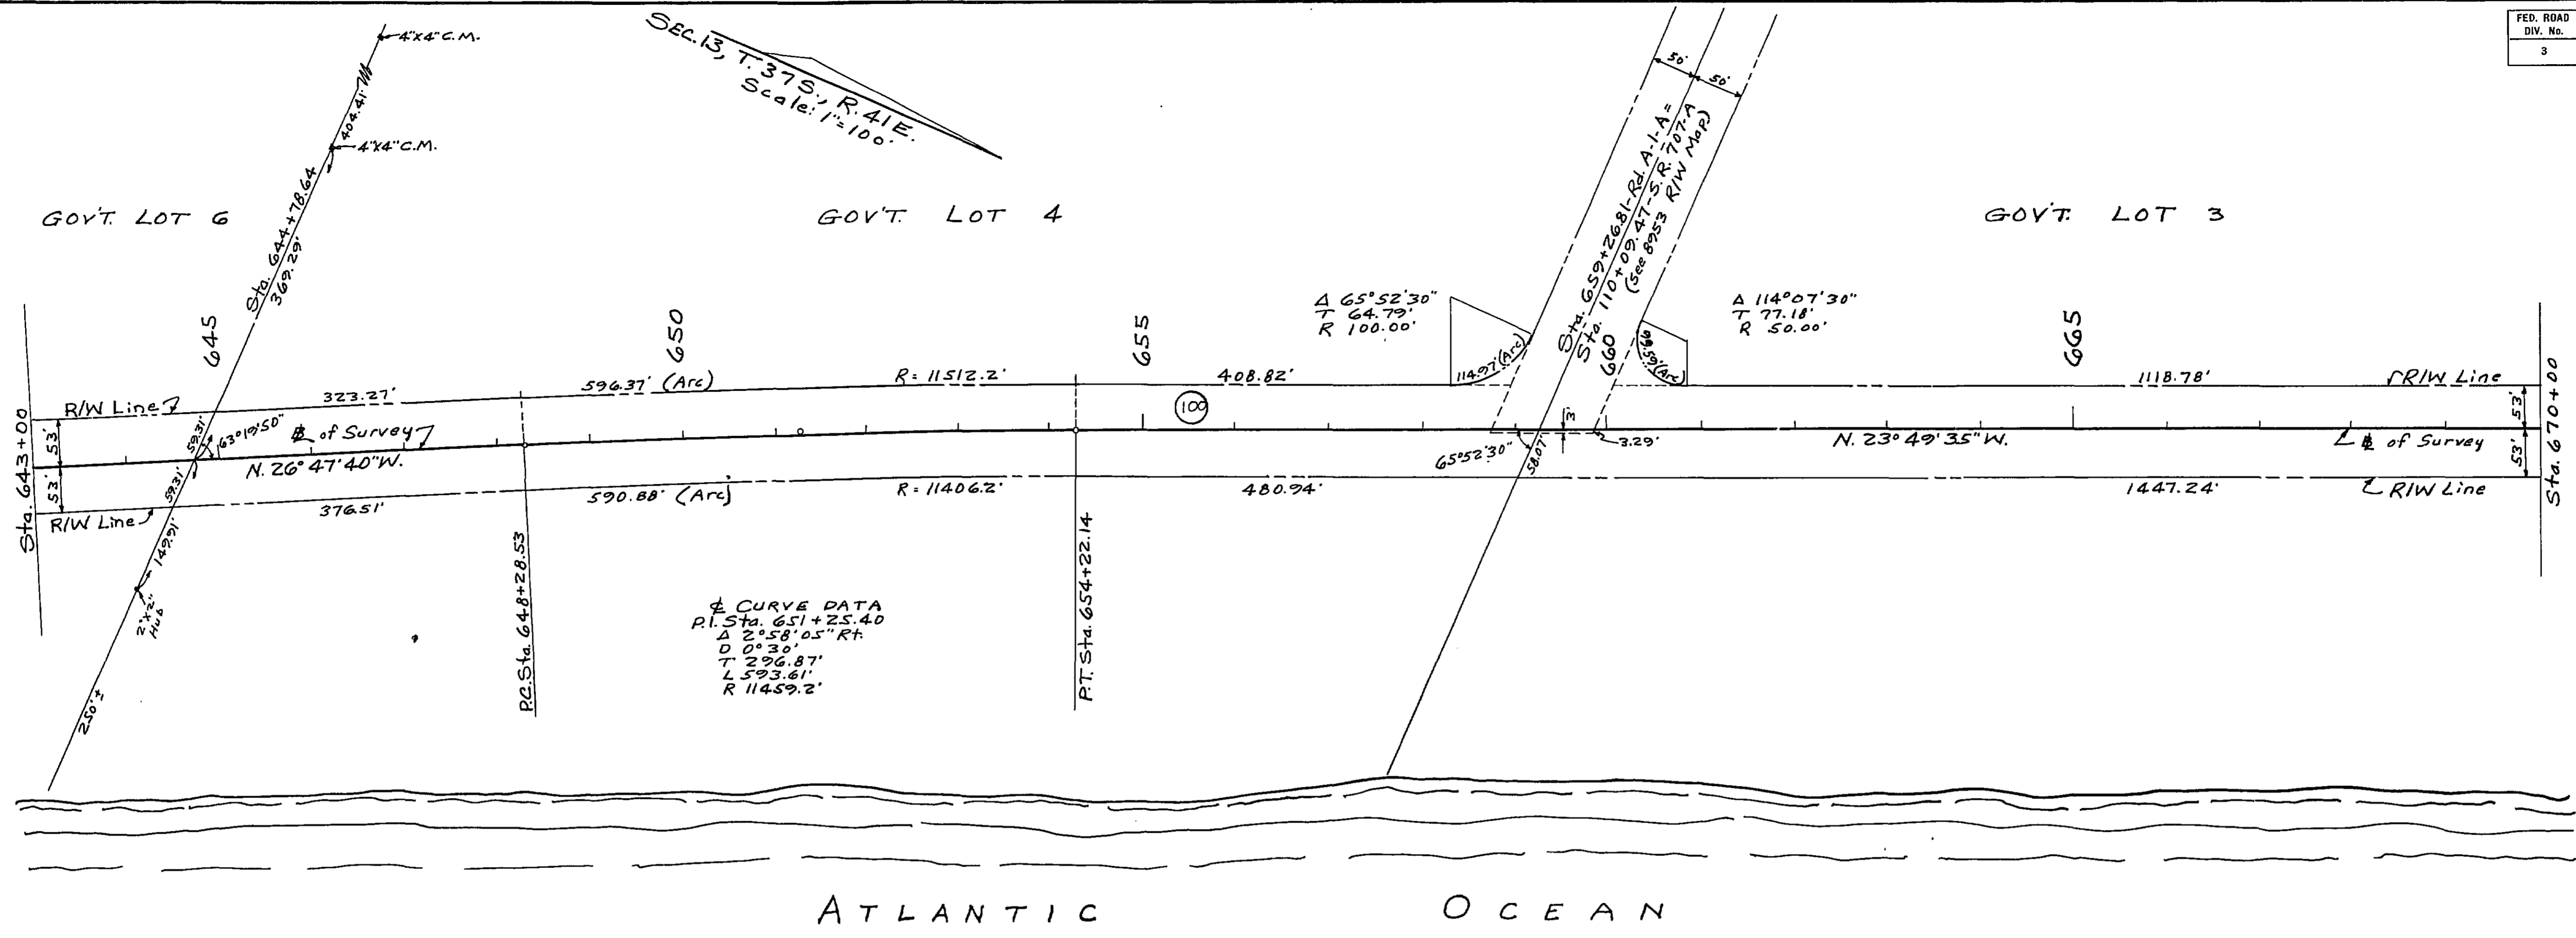 FED. ROAD
DIV. No.
3
SEC. 13, T. 37 S., R. 41 E.
Scale: 1"=100'
4"X4" C.M.
404.41'
4"X4" C.M.
Sta. 644+78.64
369.29'
GOV'T. LOT 6
GOV'T. LOT 4
GOV'T. LOT 3
50'
50'
Sta. 659+26.81-Rd. A-1-A=
Sta. 110+09.47-S.R. 707-A
(see 8953 R/W Map)
Δ 65°52'30"
T 64.79'
R 100.00'
Δ 114°07'30"
T 77.18'
R 50.00'
645
650
655
660
665
114.97' (Arc)
99.59' (Arc)
R/W Line
323.27'
596.37' (Arc)
R= 11512.2'
408.82'
1118.78'
R/W Line
Sta. 643+00
53'
53'
59.31'
63°19'50"
℄ of Survey
N. 26°47'40"W.
100
3'
3.29'
65°52'30"
58.07'
N. 23°49'35"W.
℄ of Survey
53'
53'
Sta. 670+00
59.31'
R/W Line
376.51'
590.88' (Arc)
R= 11406.2'
480.94'
1447.24'
R/W Line
149.91'
2"X2"
HUB
250'±
P.C. Sta. 648+28.53
P.T. Sta. 654+22.14
℄ CURVE DATA
P.I. Sta. 651+25.40
Δ 2°58'05" Rt.
D 0°30'
T 296.87'
L 593.61'
R 11459.2'
ATLANTIC OCEAN